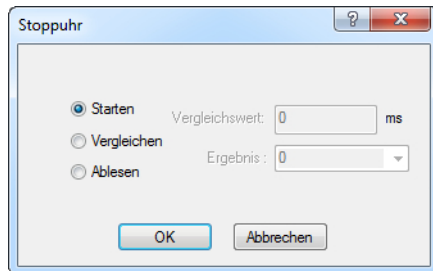 Stoppuhr
Starten
Vergleichswert: 0 ms
Vergleichen
Ergebnis : 0
Ablesen
OK Abbrechen